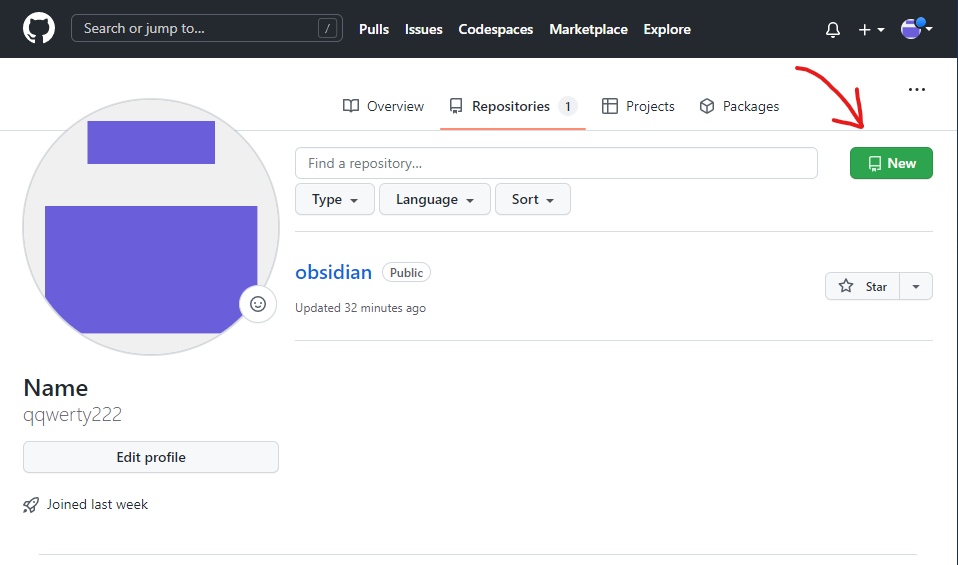 Search or jump to... /
Pulls Issues Codespaces Marketplace Explore
Overview Repositories 1 Projects Packages
Find a repository...
New
Type Language Sort
obsidian Public
Star
Updated 32 minutes ago
Name
qqwerty222
Edit profile
Joined last week